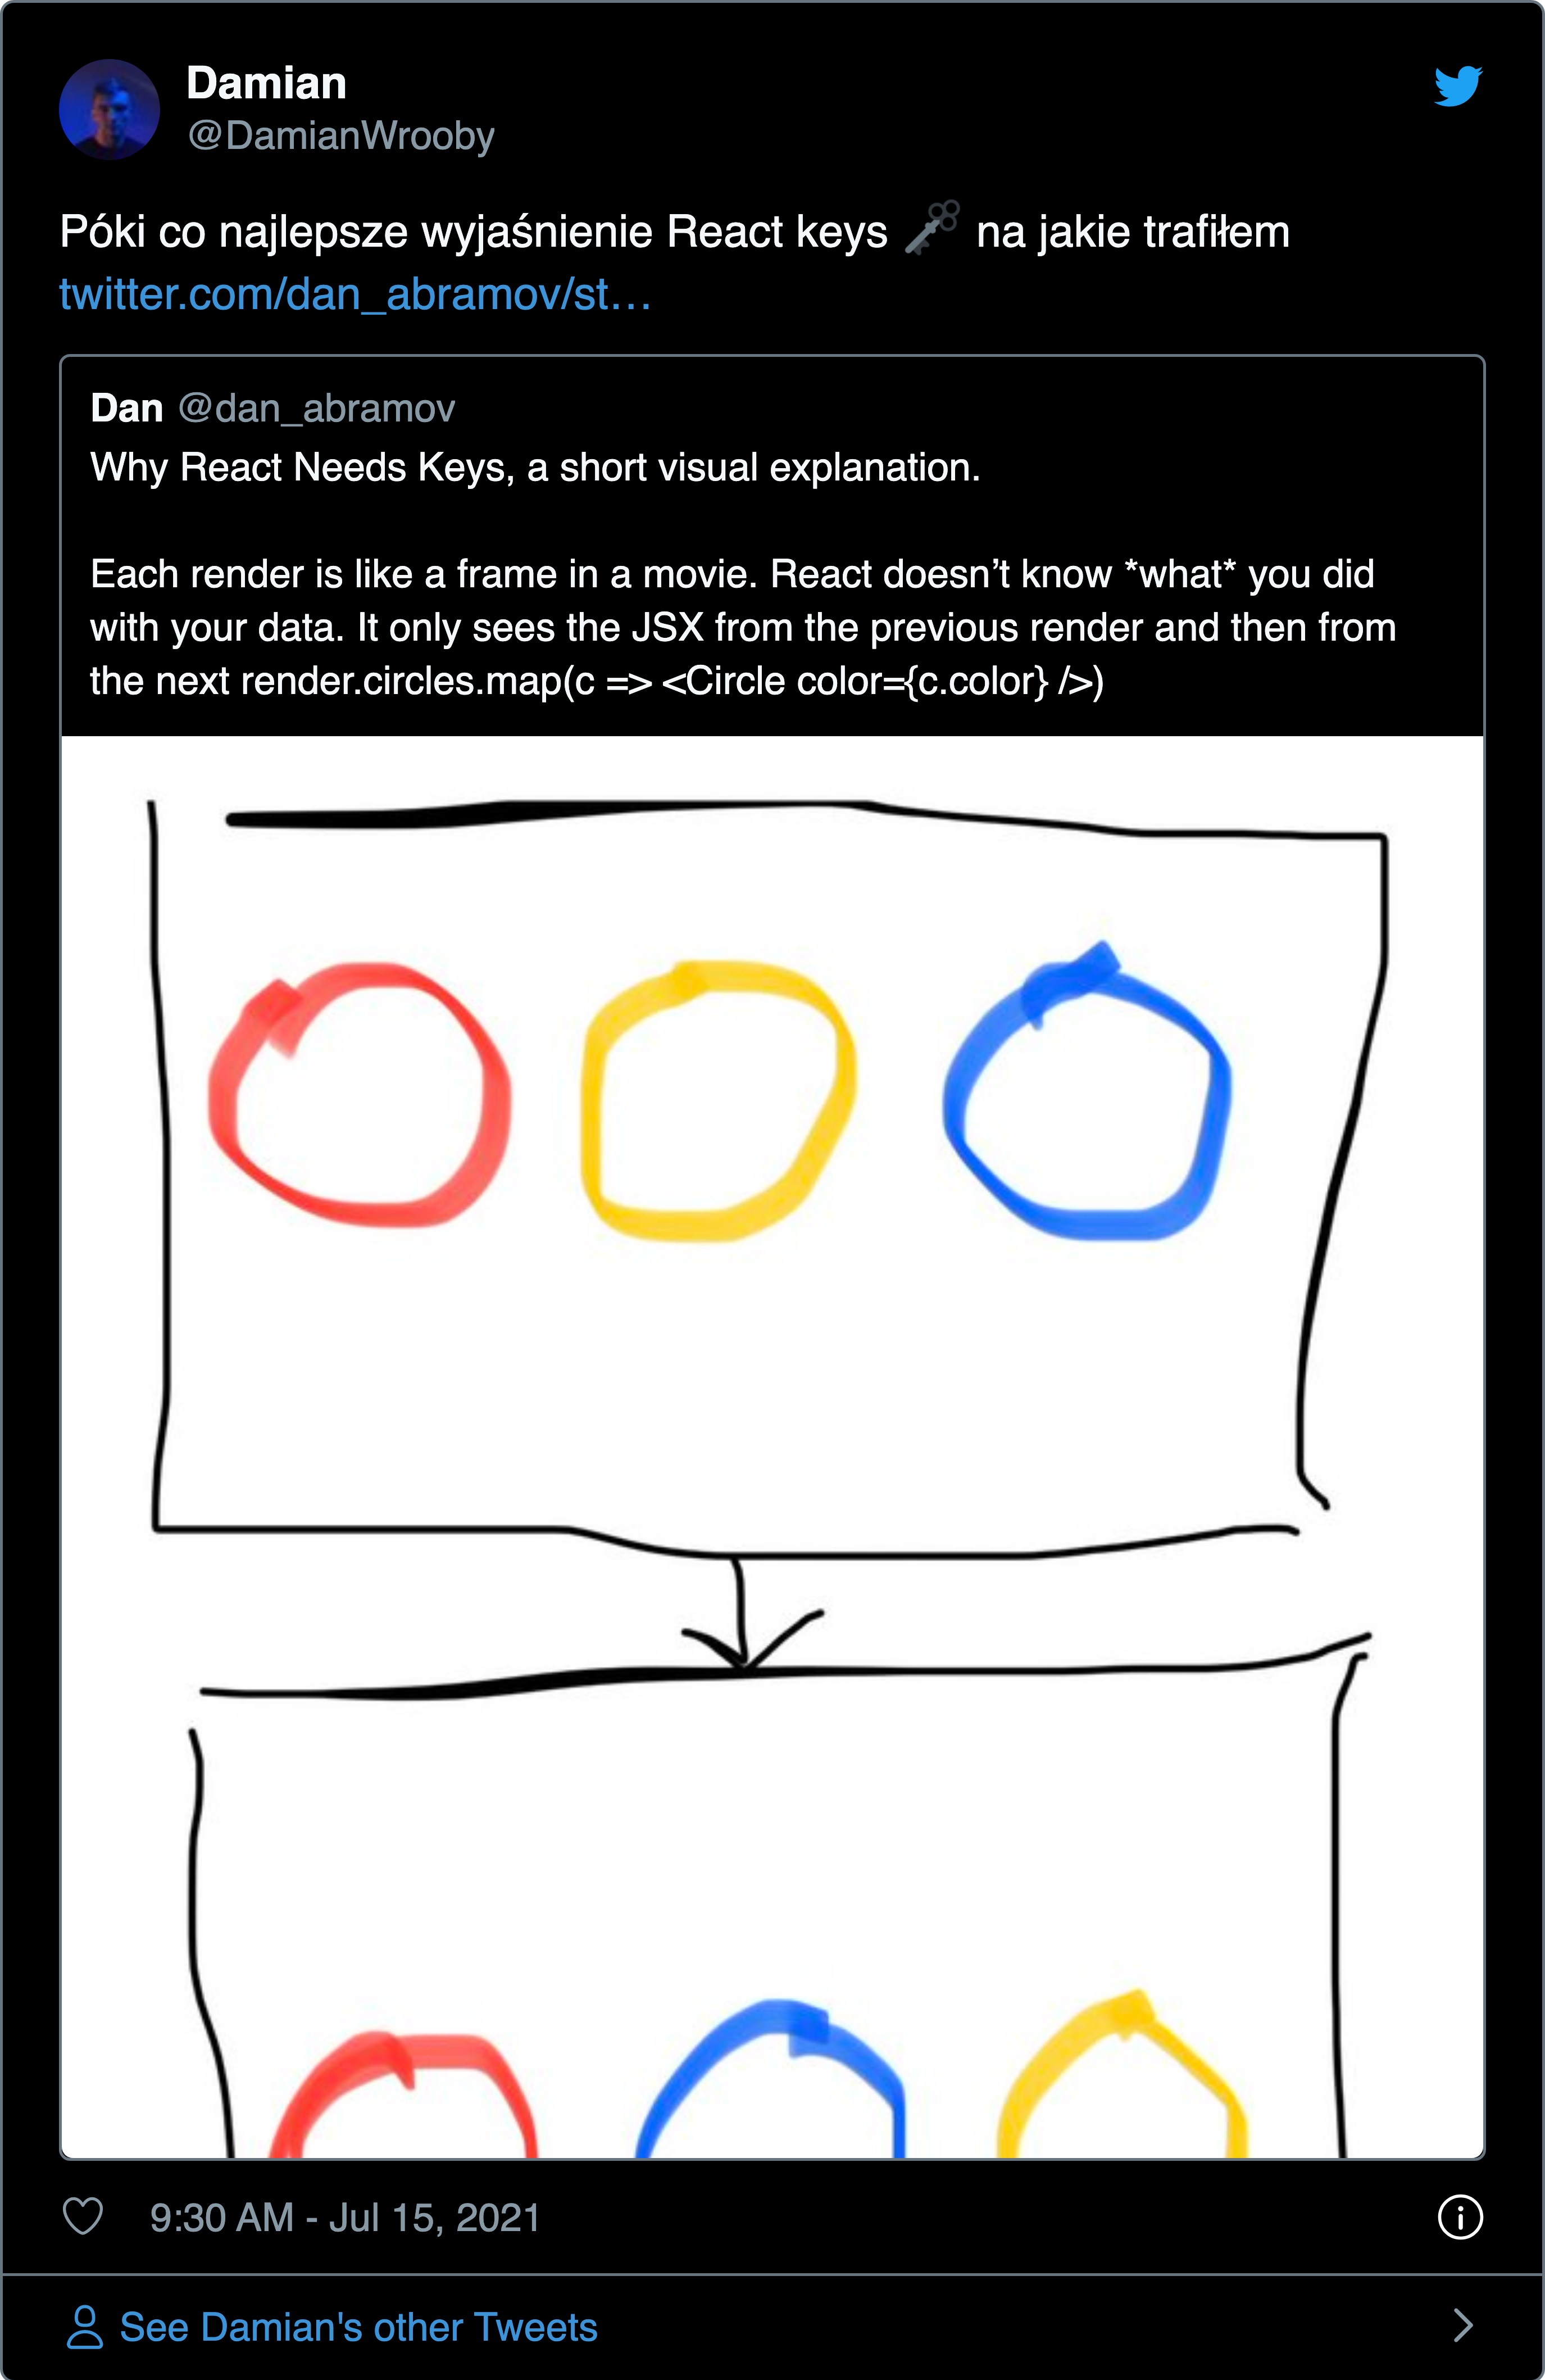 Damian
@DamianWrooby
Póki co najlepsze wyjaśnienie React keys 🗝 na jakie trafiłem
twitter.com/dan_abramov/st…
Dan @dan_abramov
Why React Needs Keys, a short visual explanation.
Each render is like a frame in a movie. React doesn’t know *what* you did
with your data. It only sees the JSX from the previous render and then from
the next render.circles.map(c => <Circle color={c.color} />)
9:30 AM - Jul 15, 2021
See Damian's other Tweets